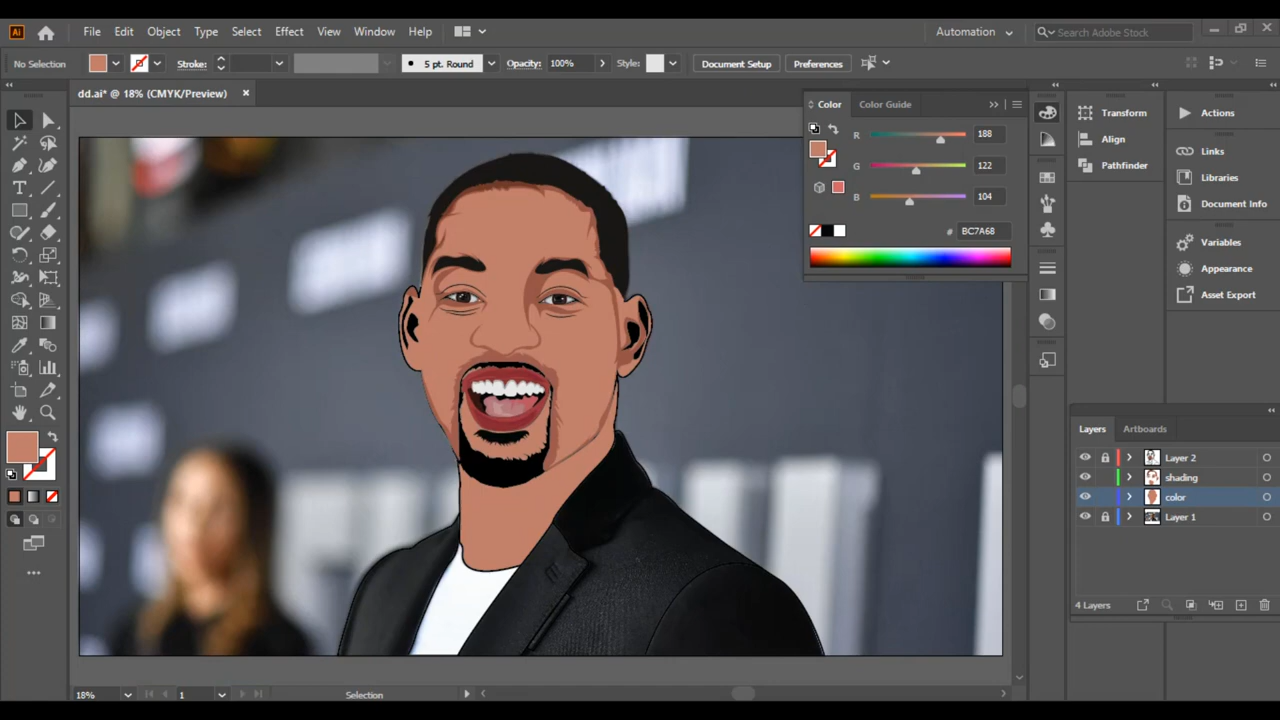 Ai File Edit Object Type Select Effect View Window Help Automation Search Adobe Stock
No Selection Stroke: 5 pt. Round Opacity: 100% Style: Document Setup Preferences
dd.ai* @ 18% (CMYK/Preview) ×
Color Color Guide
R 188
G 122
B 104
# BC7A68
Transform
Align
Pathfinder
Actions
Links
Libraries
Document Info
Variables
Appearance
Asset Export
Layers Artboards
Layer 2
shading
color
Layer 1
4 Layers
18% 1 Selection